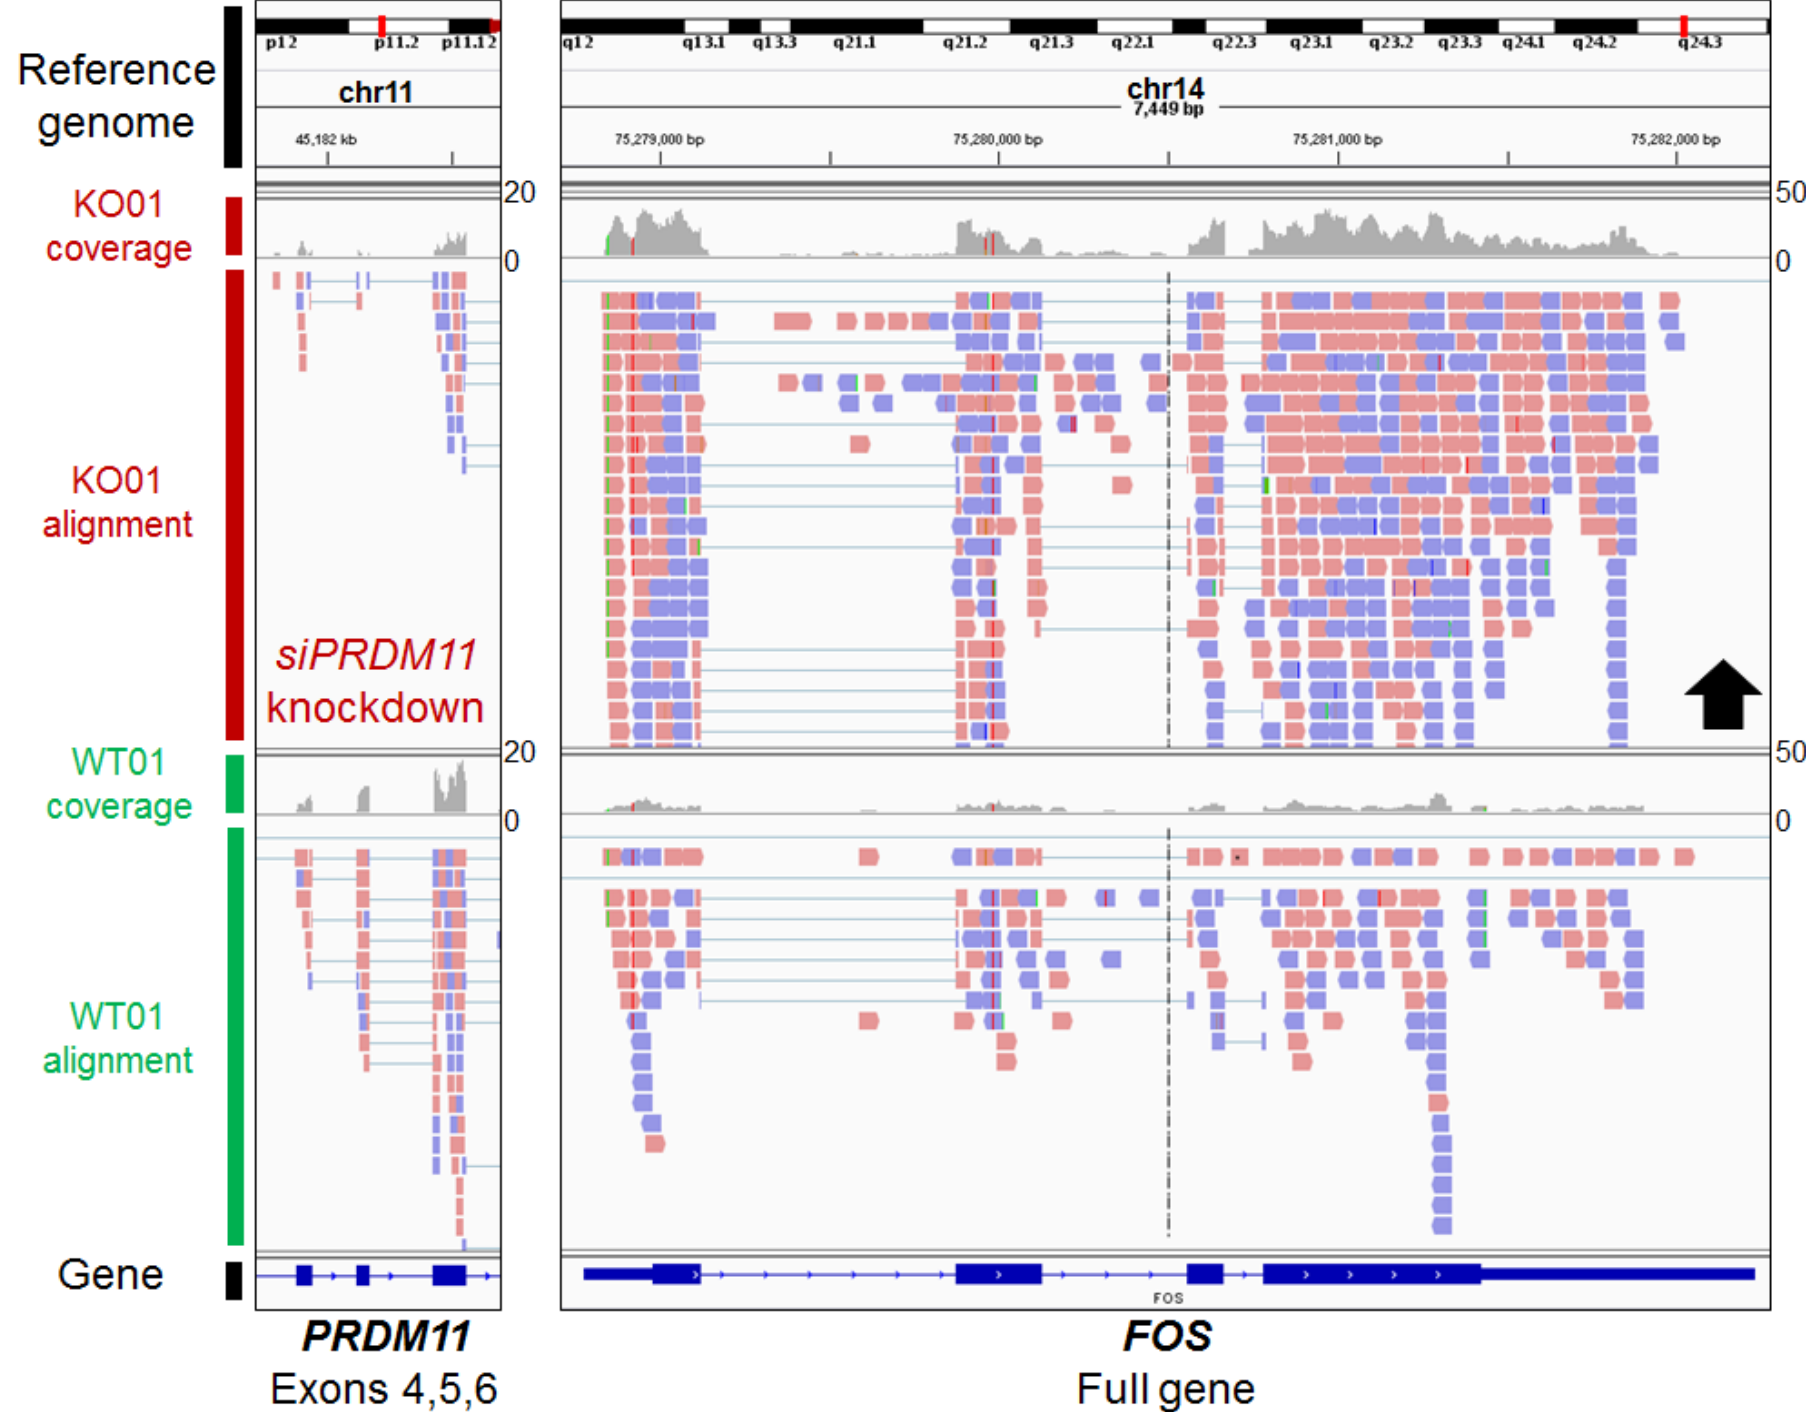 Reference
genome
p12 p11.2 p11.12
chr11
45,182 kb
q12 q13.1 q13.3 q21.1 q21.2 q21.3 q22.1 q22.3 q23.1 q23.2 q23.3 q24.1 q24.2 q24.3
chr14
7,449 bp
75,279,000 bp 75,280,000 bp 75,281,000 bp 75,282,000 bp
KO01
coverage
20
0
50
0
KO01
alignment
siPRDM11
knockdown
WT01
coverage
20
0
50
0
WT01
alignment
Gene
FOS
PRDM11
Exons 4,5,6
FOS
Full gene